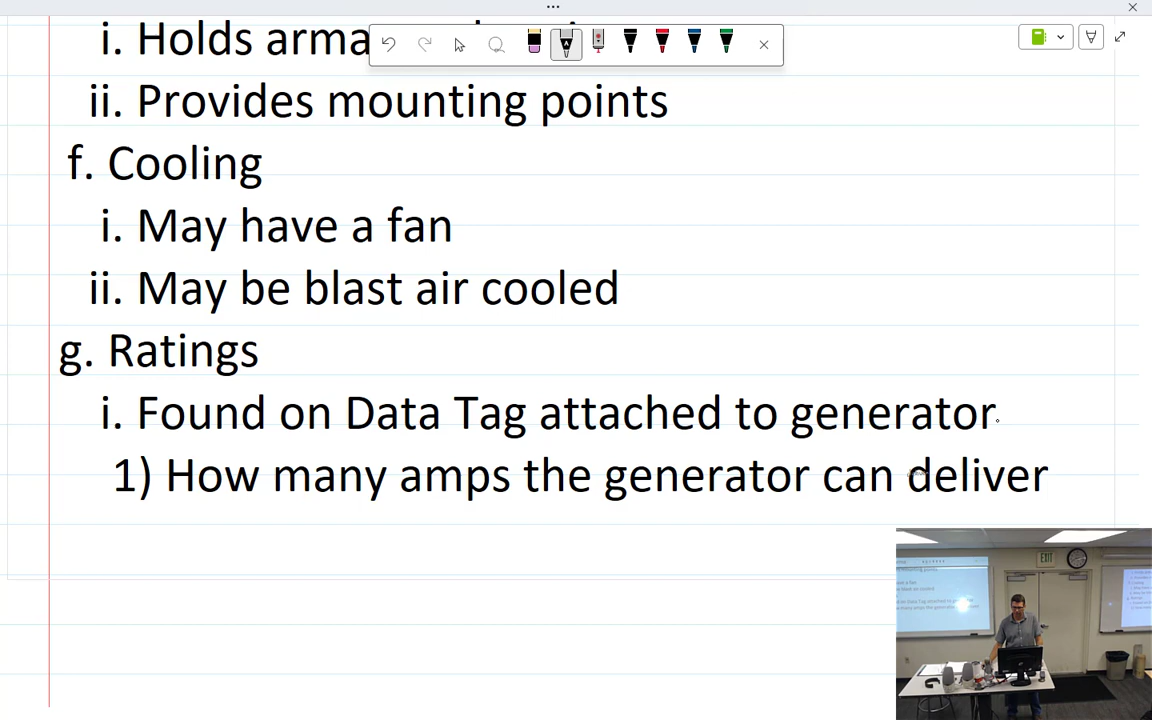 i. Holds arma
ii. Provides mounting points
f. Cooling
i. May have a fan
ii. May be blast air cooled
g. Ratings
i. Found on Data Tag attached to generator
1) How many amps the generator can deliver
EXIT